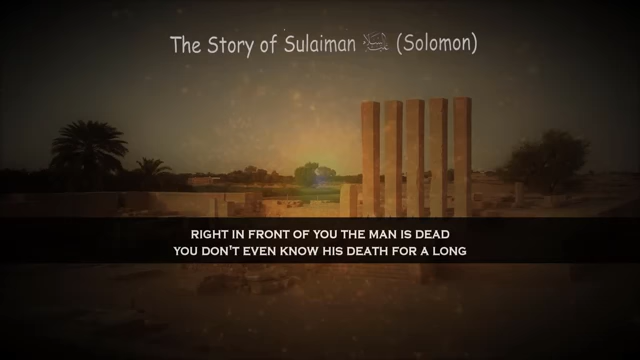 The Story of Sulaiman (Solomon)
RIGHT IN FRONT OF YOU THE MAN IS DEAD
YOU DON'T EVEN KNOW HIS DEATH FOR A LONG